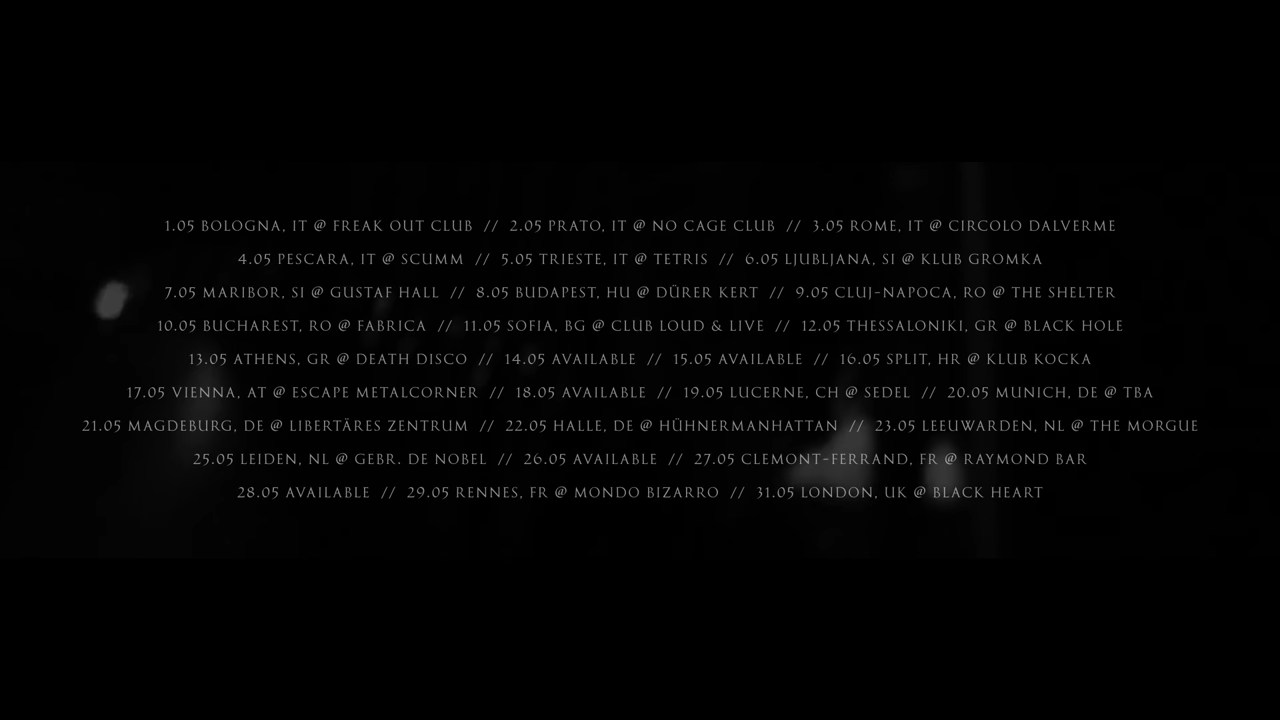 1.05 BOLOGNA, IT @ FREAK OUT CLUB // 2.05 PRATO, IT @ NO CAGE CLUB // 3.05 ROME, IT @ CIRCOLO DALVERME
4.05 PESCARA, IT @ SCUMM // 5.05 TRIESTE, IT @ TETRIS // 6.05 LJUBLJANA, SI @ KLUB GROMKA
7.05 MARIBOR, SI @ GUSTAF HALL // 8.05 BUDAPEST, HU @ DÜRER KERT // 9.05 CLUJ-NAPOCA, RO @ THE SHELTER
10.05 BUCHAREST, RO @ FABRICA // 11.05 SOFIA, BG @ CLUB LOUD & LIVE // 12.05 THESSALONIKI, GR @ BLACK HOLE
13.05 ATHENS, GR @ DEATH DISCO // 14.05 AVAILABLE // 15.05 AVAILABLE // 16.05 SPLIT, HR @ KLUB KOCKA
17.05 VIENNA, AT @ ESCAPE METALCORNER // 18.05 AVAILABLE // 19.05 LUCERNE, CH @ SEDEL // 20.05 MUNICH, DE @ TBA
21.05 MAGDEBURG, DE @ LIBERTÄRES ZENTRUM // 22.05 HALLE, DE @ HÜHNERMANHATTAN // 23.05 LEEUWARDEN, NL @ THE MORGUE
25.05 LEIDEN, NL @ GEBR. DE NOBEL // 26.05 AVAILABLE // 27.05 CLEMONT-FERRAND, FR @ RAYMOND BAR
28.05 AVAILABLE // 29.05 RENNES, FR @ MONDO BIZARRO // 31.05 LONDON, UK @ BLACK HEART